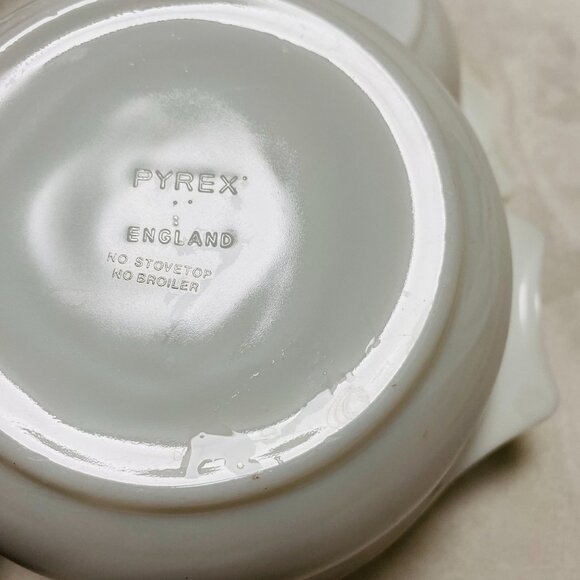 PYREX®
ENGLAND
NO STOVETOP
NO BROILER